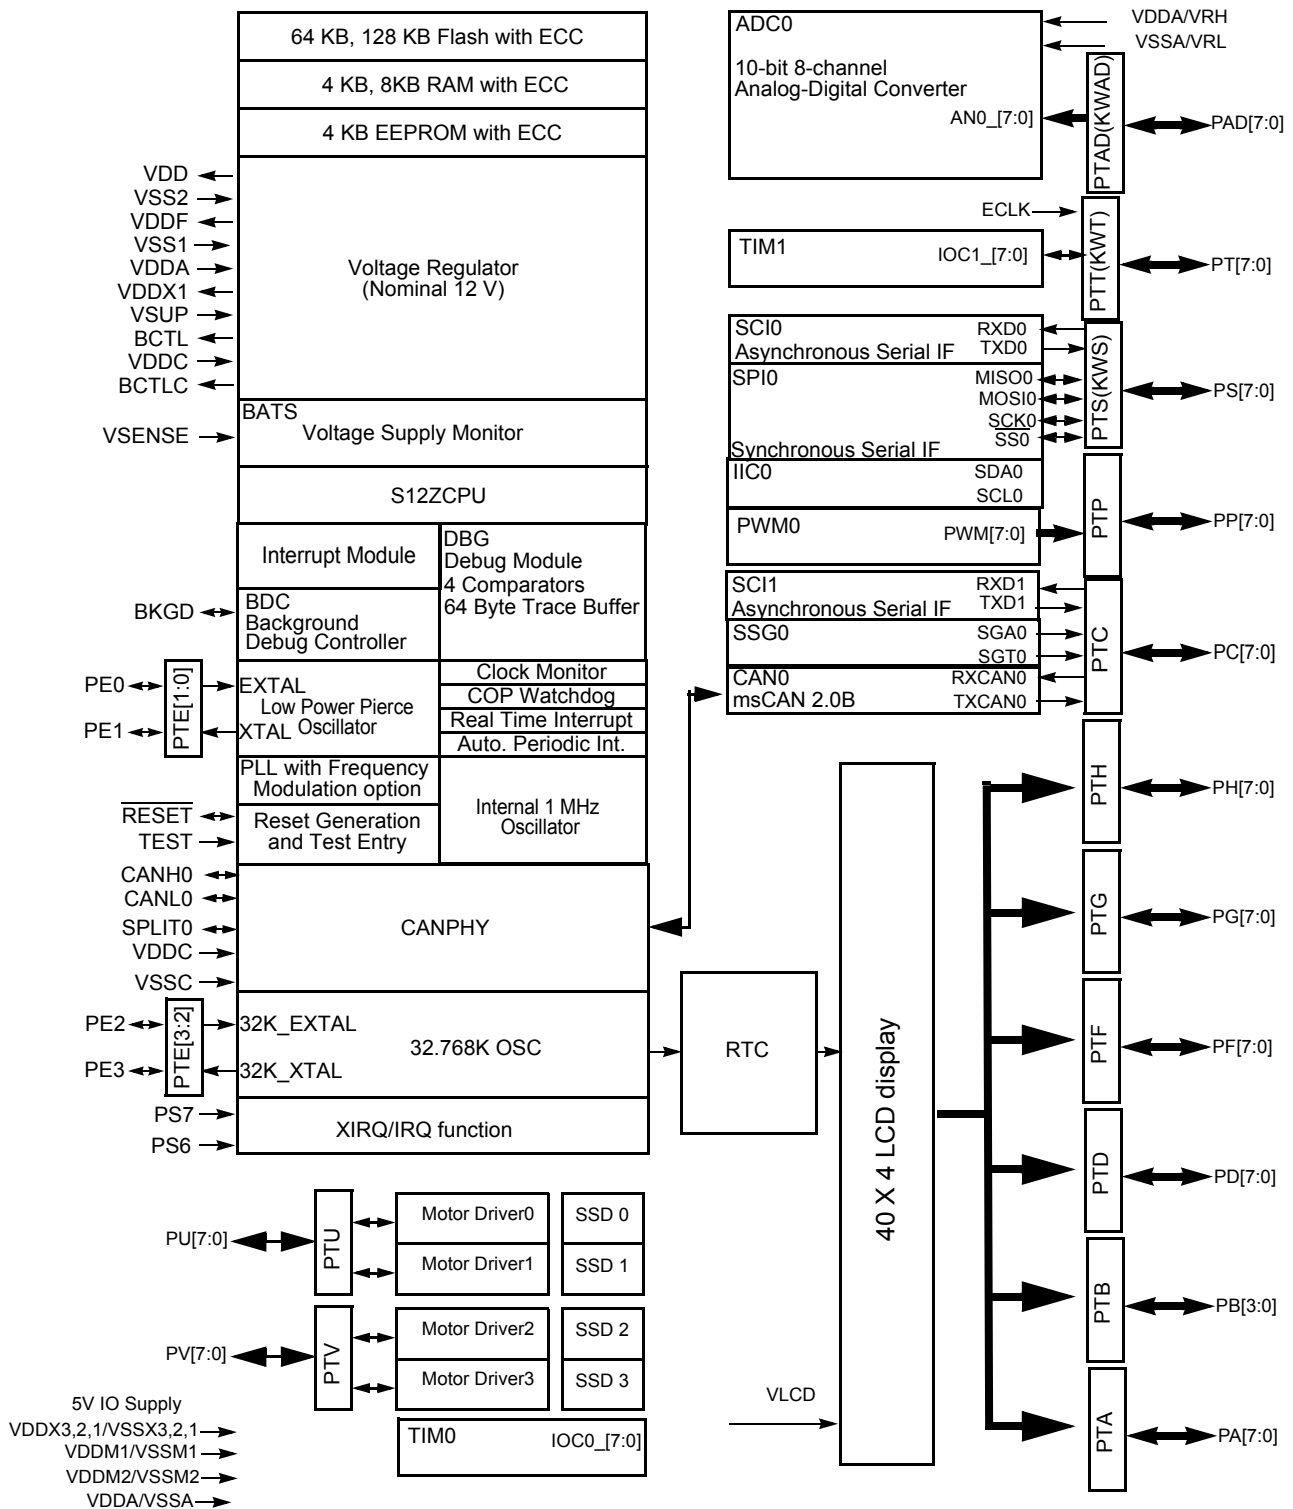 64 KB, 128 KB Flash with ECC
4 KB, 8KB RAM with ECC
4 KB EEPROM with ECC
VDD
VSS2
VDDF
VSS1
VDDA
VDDX1
VSUP
BCTL
VDDC
BCTLC
Voltage Regulator
(Nominal 12 V)
BATS
Voltage Supply Monitor
VSENSE
S12ZCPU
Interrupt Module
DBG
Debug Module
4 Comparators
64 Byte Trace Buffer
BKGD
BDC
Background
Debug Controller
PE0
PE1
PTE[1:0]
EXTAL
Low Power Pierce
XTAL Oscillator
Clock Monitor
COP Watchdog
Real Time Interrupt
Auto. Periodic Int.
PLL with Frequency
Modulation option
Internal 1 MHz
Oscillator
RESET
TEST
Reset Generation
and Test Entry
CANH0
CANL0
SPLIT0
VDDC
VSSC
CANPHY
PE2
PE3
PTE[3:2]
32K_EXTAL
32.768K OSC
32K_XTAL
PS7
PS6
XIRQ/IRQ function
PU[7:0]
PTU
Motor Driver0
SSD 0
Motor Driver1
SSD 1
PV[7:0]
PTV
Motor Driver2
SSD 2
Motor Driver3
SSD 3
5V IO Supply
VDDX3,2,1/VSSX3,2,1
VDDM1/VSSM1
VDDM2/VSSM2
VDDA/VSSA
TIM0
IOC0_[7:0]
ADC0
10-bit 8-channel
Analog-Digital Converter
AN0_[7:0]
VDDA/VRH
VSSA/VRL
PTAD(KWAD)
PAD[7:0]
ECLK
TIM1
IOC1_[7:0]
PTT(KWT)
PT[7:0]
SCI0
RXD0
Asynchronous Serial IF
TXD0
SPI0
MISO0
MOSI0
SCK0
SS0
Synchronous Serial IF
PTS(KWS)
PS[7:0]
IIC0
SDA0
SCL0
PWM0
PWM[7:0]
PTP
PP[7:0]
SCI1
RXD1
Asynchronous Serial IF
TXD1
SSG0
SGA0
SGT0
CAN0
RXCAN0
msCAN 2.0B
TXCAN0
PTC
PC[7:0]
RTC
40 X 4 LCD display
VLCD
PTH
PH[7:0]
PTG
PG[7:0]
PTF
PF[7:0]
PTD
PD[7:0]
PTB
PB[3:0]
PTA
PA[7:0]